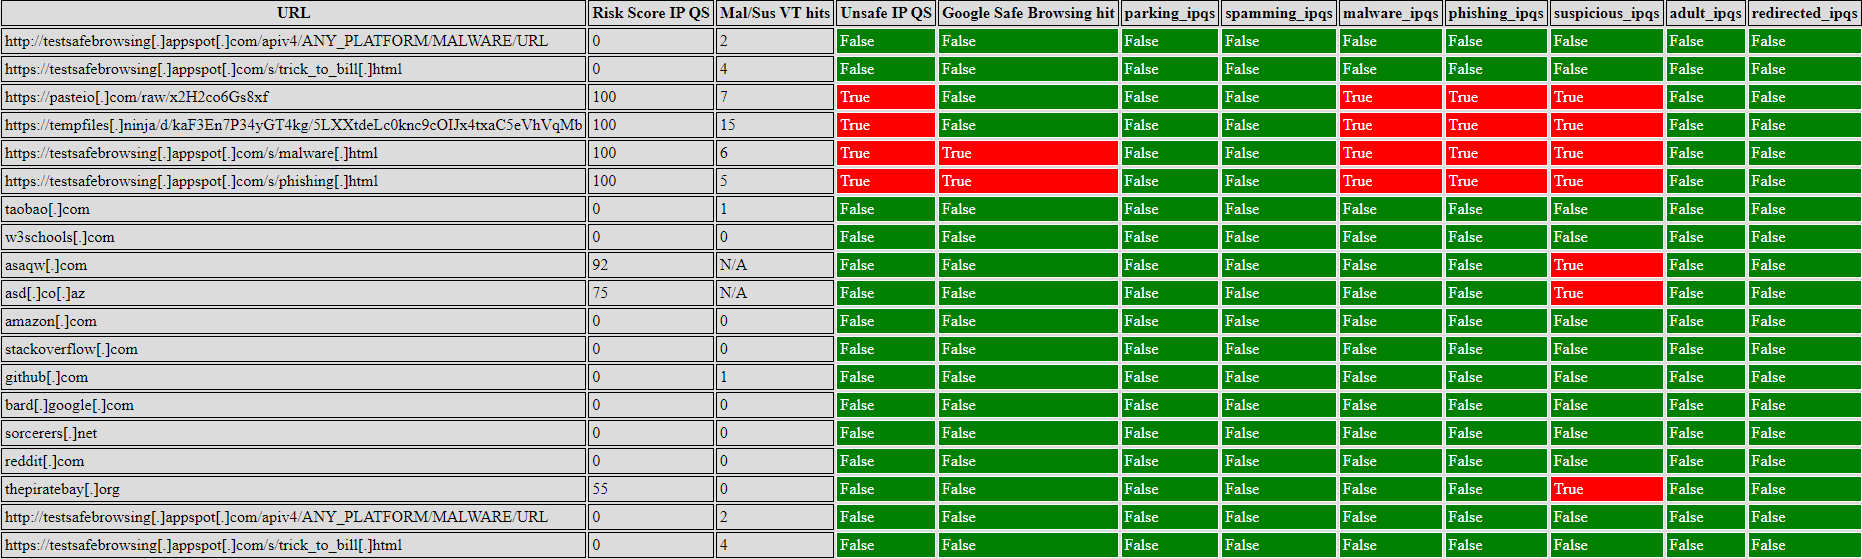 URL Risk Score IP QS Mal/Sus VT hits Unsafe IP QS Google Safe Browsing hit parking_ipqs spamming_ipqs malware_ipqs phishing_ipqs suspicious_ipqs adult_ipqs redirected_ipqs
http://testsafebrowsing[.]appspot[.]com/apiv4/ANY_PLATFORM/MALWARE/URL 0 2 False False False False False False False False False
https://testsafebrowsing[.]appspot[.]com/s/trick_to_bill[.]html 0 4 False False False False False False False False False
https://pasteio[.]com/raw/x2H2co6Gs8xf 100 7 True False False False True True True False False
https://tempfiles[.]ninja/d/kaF3En7P34yGT4kg/5LXXtdeLc0knc9cOIJx4txaC5eVhVqMb 100 15 True False False False True True True False False
https://testsafebrowsing[.]appspot[.]com/s/malware[.]html 100 6 True True False False True True True False False
https://testsafebrowsing[.]appspot[.]com/s/phishing[.]html 100 5 True True False False True True True False False
taobao[.]com 0 1 False False False False False False False False False
w3schools[.]com 0 0 False False False False False False False False False
asaqw[.]com 92 N/A False False False False False False True False False
asd[.]co[.]az 75 N/A False False False False False False True False False
amazon[.]com 0 0 False False False False False False False False False
stackoverflow[.]com 0 0 False False False False False False False False False
github[.]com 0 1 False False False False False False False False False
bard[.]google[.]com 0 0 False False False False False False False False False
sorcerers[.]net 0 0 False False False False False False False False False
reddit[.]com 0 0 False False False False False False False False False
thepiratebay[.]org 55 0 False False False False False False True False False
http://testsafebrowsing[.]appspot[.]com/apiv4/ANY_PLATFORM/MALWARE/URL 0 2 False False False False False False False False False
https://testsafebrowsing[.]appspot[.]com/s/trick_to_bill[.]html 0 4 False False False False False False False False False